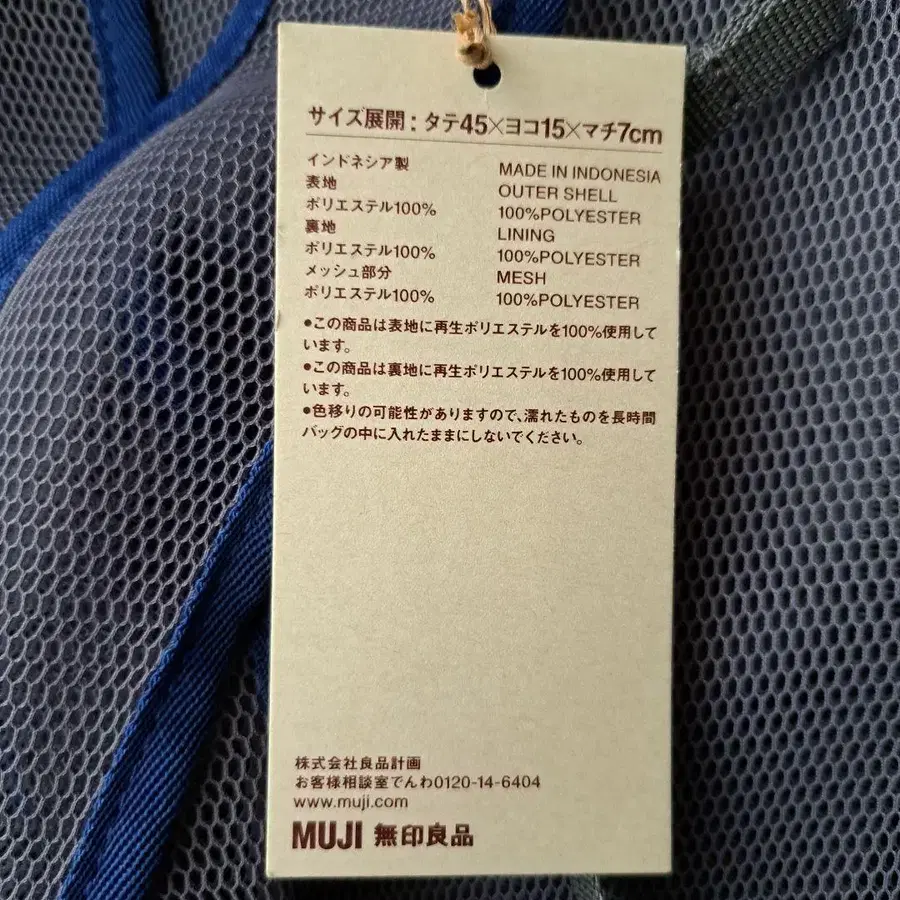 サイズ展開：タテ45×ヨコ15×マチ7cm
インドネシア製 MADE IN INDONESIA
表地 OUTER SHELL
ポリエステル100% 100%POLYESTER
裏地 LINING
ポリエステル100% 100%POLYESTER
メッシュ部分 MESH
ポリエステル100% 100%POLYESTER
●この商品は表地に再生ポリエステルを100%使用して
います。
●この商品は裏地に再生ポリエステルを100%使用して
います。
●色移りの可能性がありますので、濡れたものを長時間
バッグの中に入れたままにしないでください。
株式会社良品計画
お客様相談室でんわ0120-14-6404
www.muji.com
MUJI 無印良品